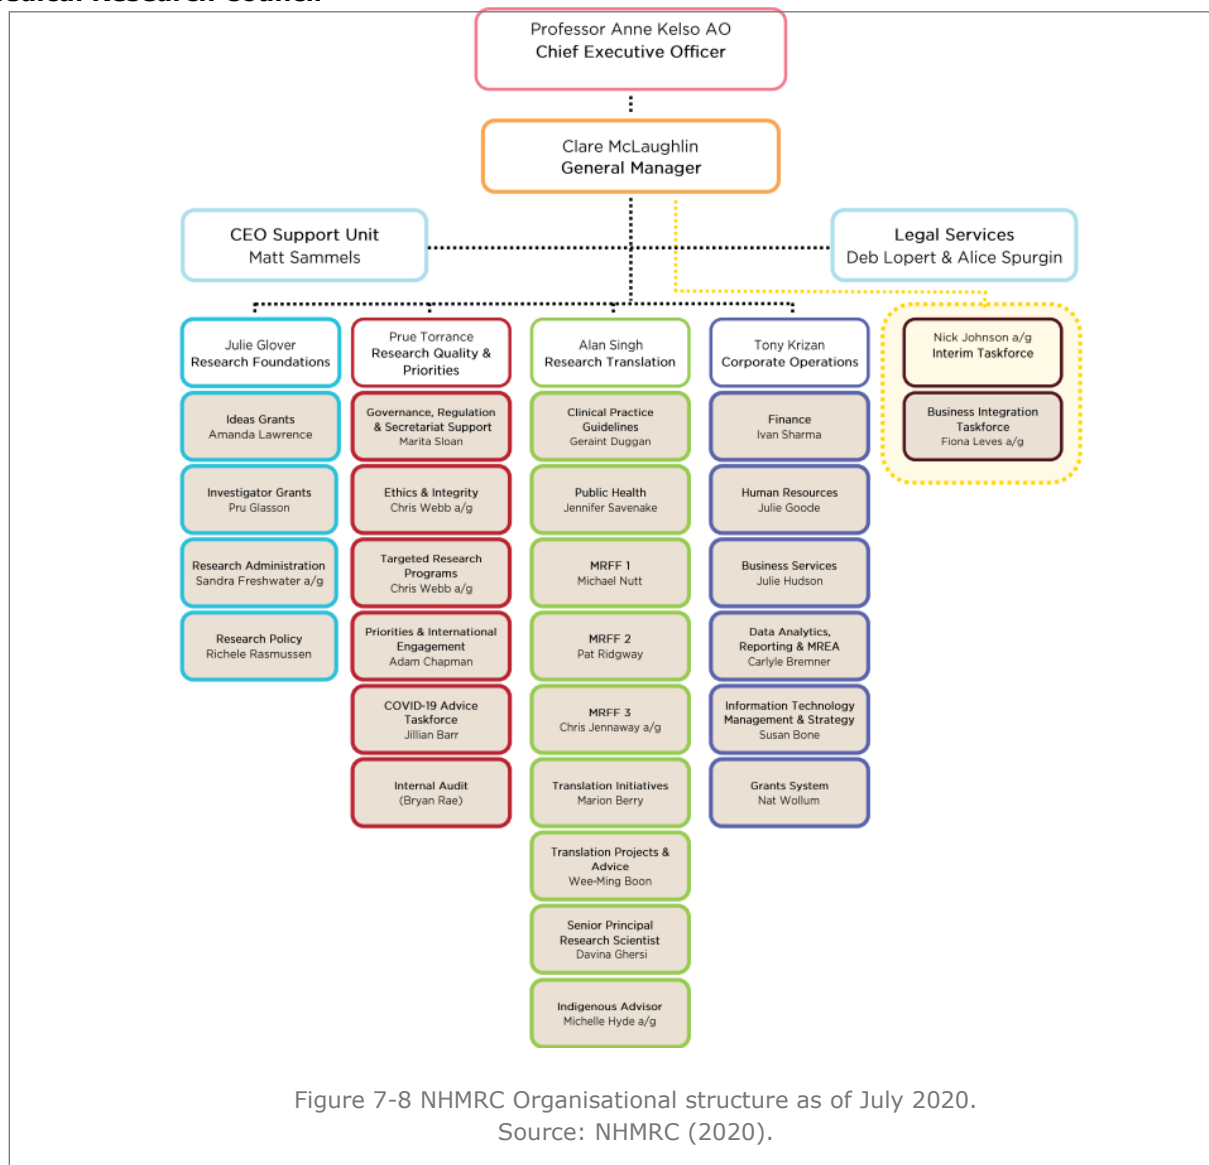 Medical Research Council
Professor Anne Kelso AO
Chief Executive Officer
Clare McLaughlin
General Manager
CEO Support Unit
Matt Sammels
Legal Services
Deb Lopert & Alice Spurgin
Julie Glover
Research Foundations
Ideas Grants
Amanda Lawrence
Investigator Grants
Pru Glasson
Research Administration
Sandra Freshwater a/g
Research Policy
Richele Rasmussen
Prue Torrance
Research Quality &
Priorities
Governance, Regulation
& Secretariat Support
Marita Sloan
Ethics & Integrity
Chris Webb a/g
Targeted Research
Programs
Chris Webb a/g
Priorities & International
Engagement
Adam Chapman
COVID-19 Advice
Taskforce
Jillian Barr
Internal Audit
(Bryan Rae)
Alan Singh
Research Translation
Clinical Practice
Guidelines
Geraint Duggan
Public Health
Jennifer Savenake
MRFF 1
Michael Nutt
MRFF 2
Pat Ridgway
MRFF 3
Chris Jennaway a/g
Translation Initiatives
Marion Berry
Translation Projects &
Advice
Wee-Ming Boon
Senior Principal
Research Scientist
Davina Ghersi
Indigenous Advisor
Michelle Hyde a/g
Tony Krizan
Corporate Operations
Finance
Ivan Sharma
Human Resources
Julie Goode
Business Services
Julie Hudson
Data Analytics,
Reporting & MREA
Carlyle Bremner
Information Technology
Management & Strategy
Susan Bone
Grants System
Nat Wollum
Nick Johnson a/g
Interim Taskforce
Business Integration
Taskforce
Fiona Leves a/g
Figure 7-8 NHMRC Organisational structure as of July 2020.
Source: NHMRC (2020).